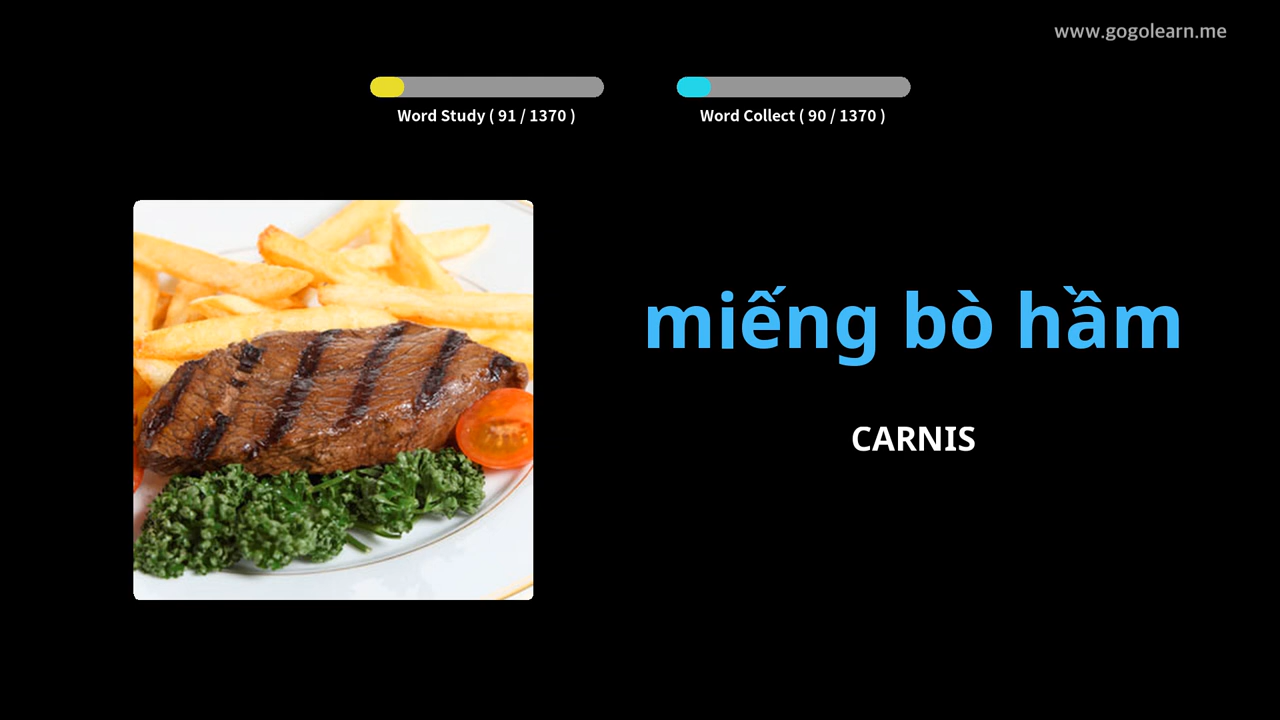 www.gogolearn.me
Word Study ( 91 / 1370 )
Word Collect ( 90 / 1370 )
miếng bò hầm
CARNIS